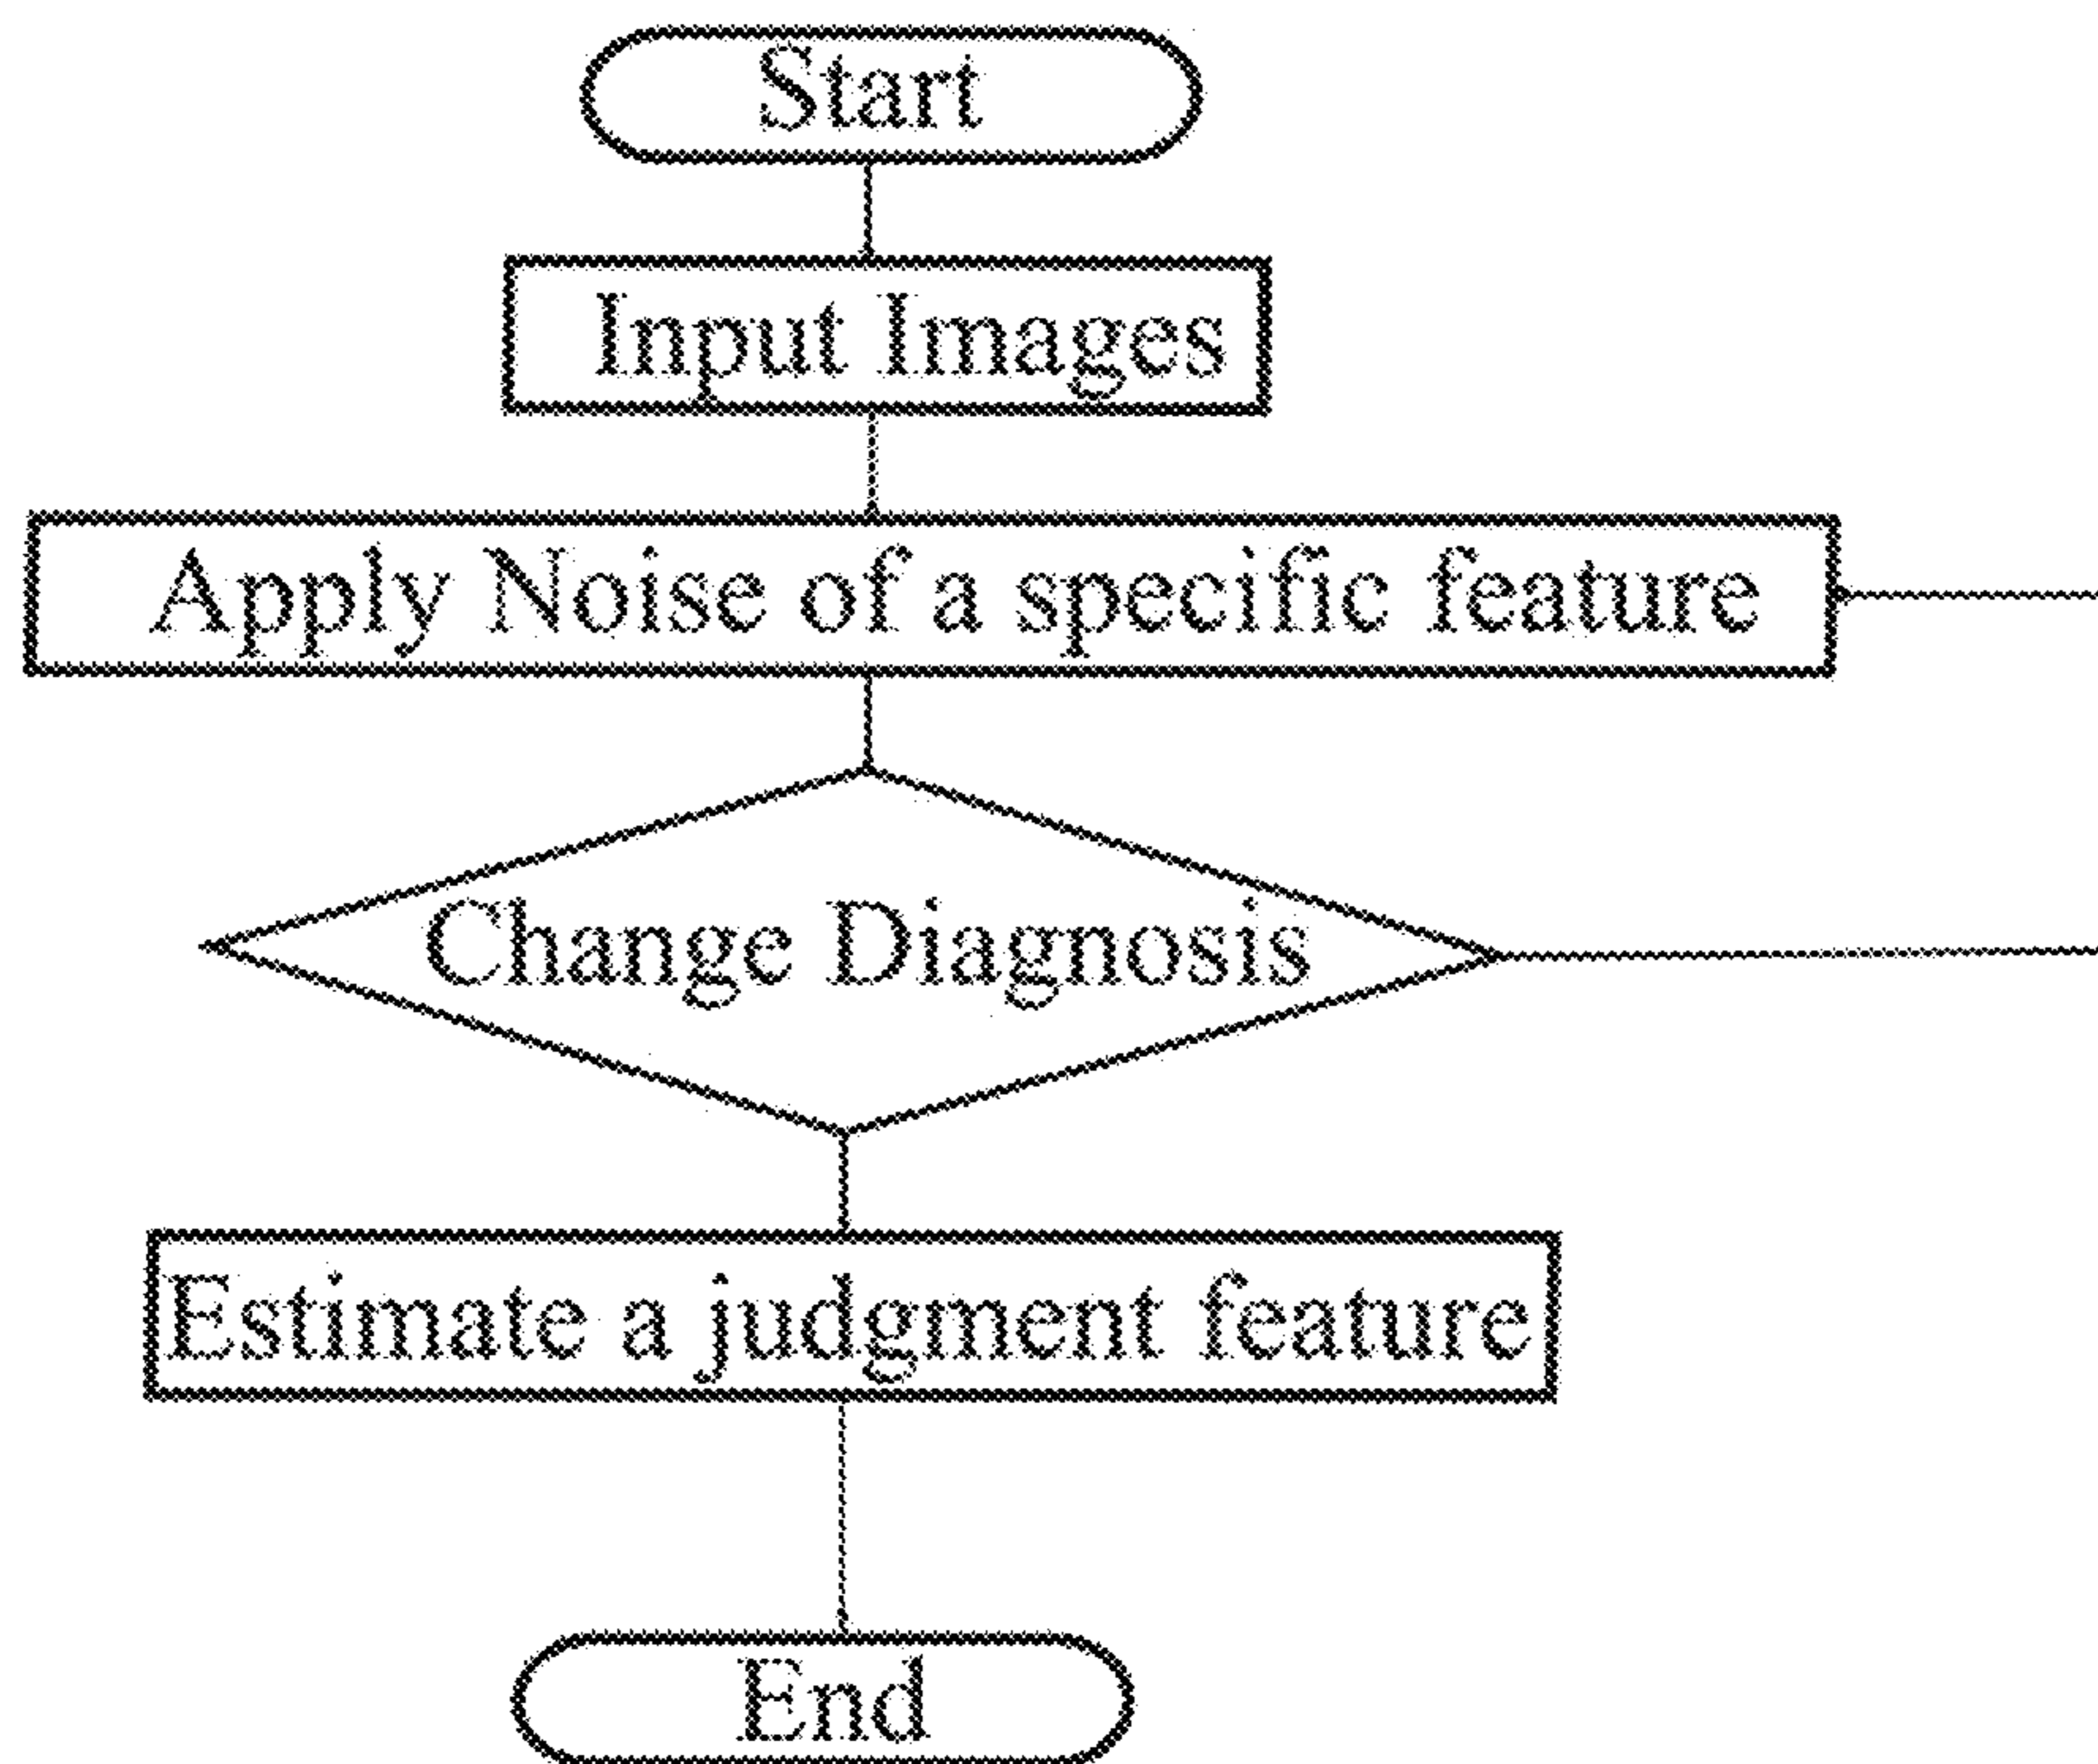 Start
Input Images
Apply Noise of a specific feature
Change Diagnosis
Estimate a judgment feature
End